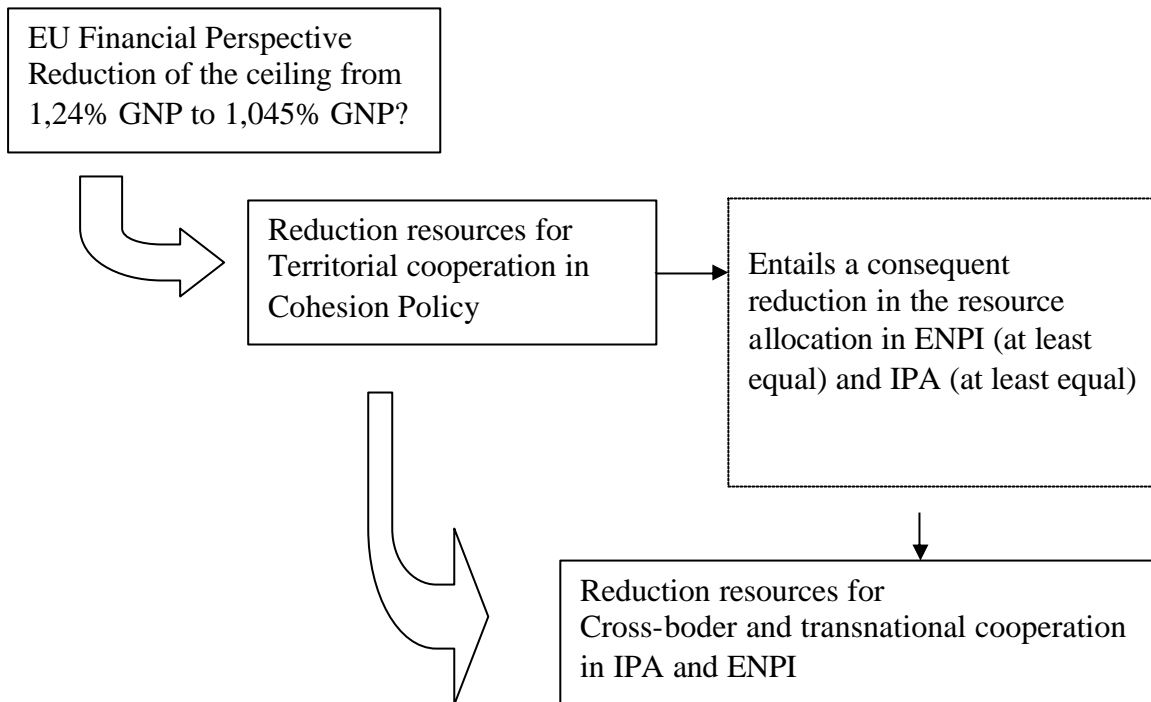 EU Financial Perspective
Reduction of the ceiling from
1,24% GNP to 1,045% GNP?
Reduction resources for
Territorial cooperation in
Cohesion Policy
Entails a consequent
reduction in the resource
allocation in ENPI (at least
equal) and IPA (at least equal)
Reduction resources for
Cross-boder and transnational cooperation
in IPA and ENPI